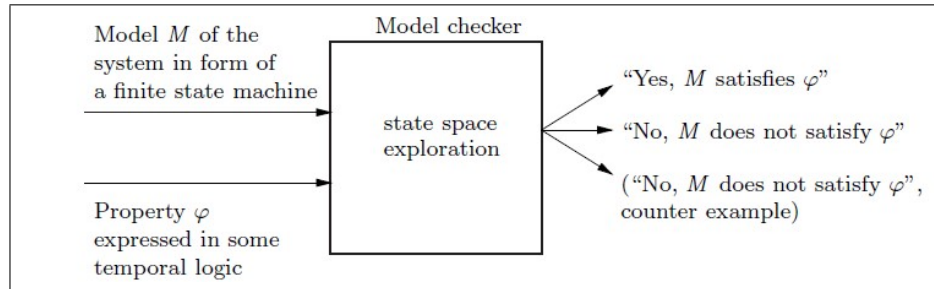 Model checker
Model M of the
system in form of
a finite state machine
Property φ
expressed in some
temporal logic
state space
exploration
“Yes, M satisfies φ”
“No, M does not satisfy φ”
(“No, M does not satisfy φ”,
counter example)